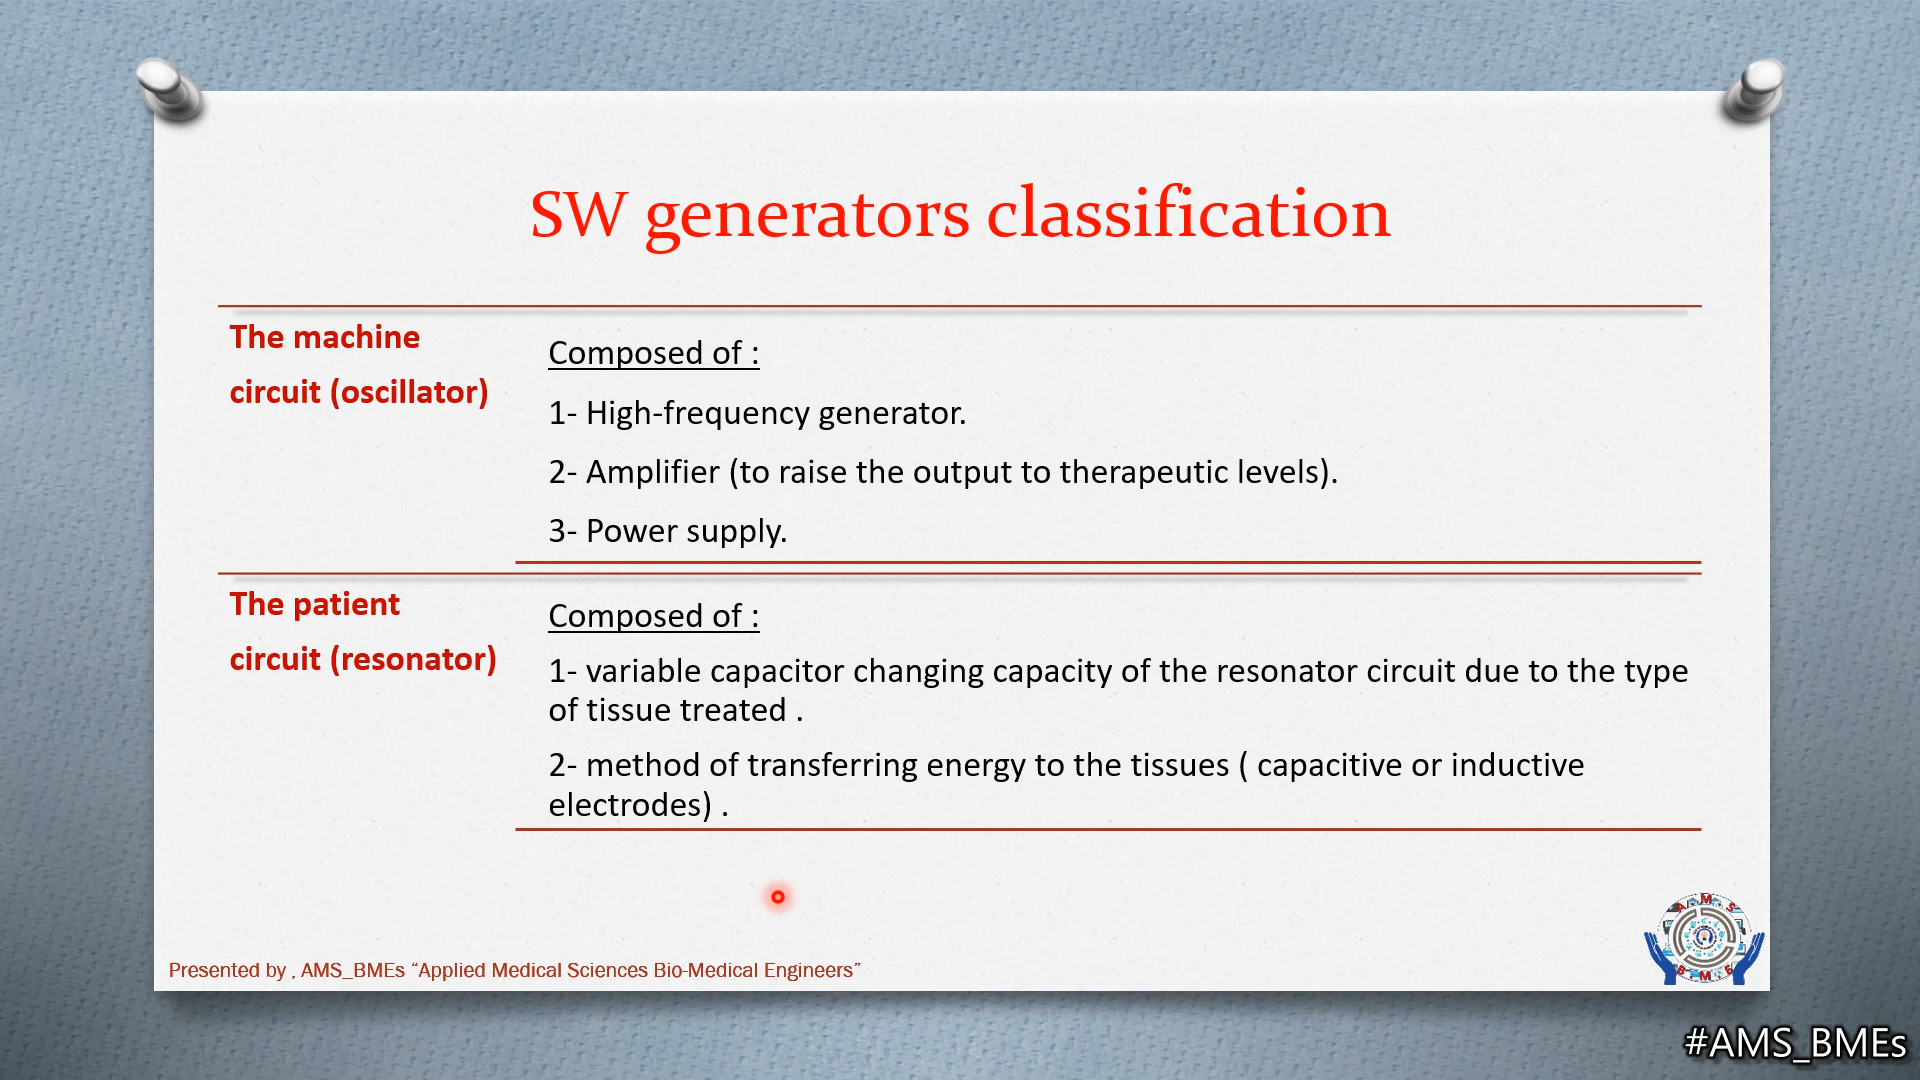 SW generators classification
The machine
circuit (oscillator)
Composed of :
1- High-frequency generator.
2- Amplifier (to raise the output to therapeutic levels).
3- Power supply.
The patient
circuit (resonator)
Composed of :
1- variable capacitor changing capacity of the resonator circuit due to the type
of tissue treated .
2- method of transferring energy to the tissues ( capacitive or inductive
electrodes) .
Presented by , AMS_BMEs “Applied Medical Sciences Bio-Medical Engineers”
A M S
B M E
#AMS_BMEs